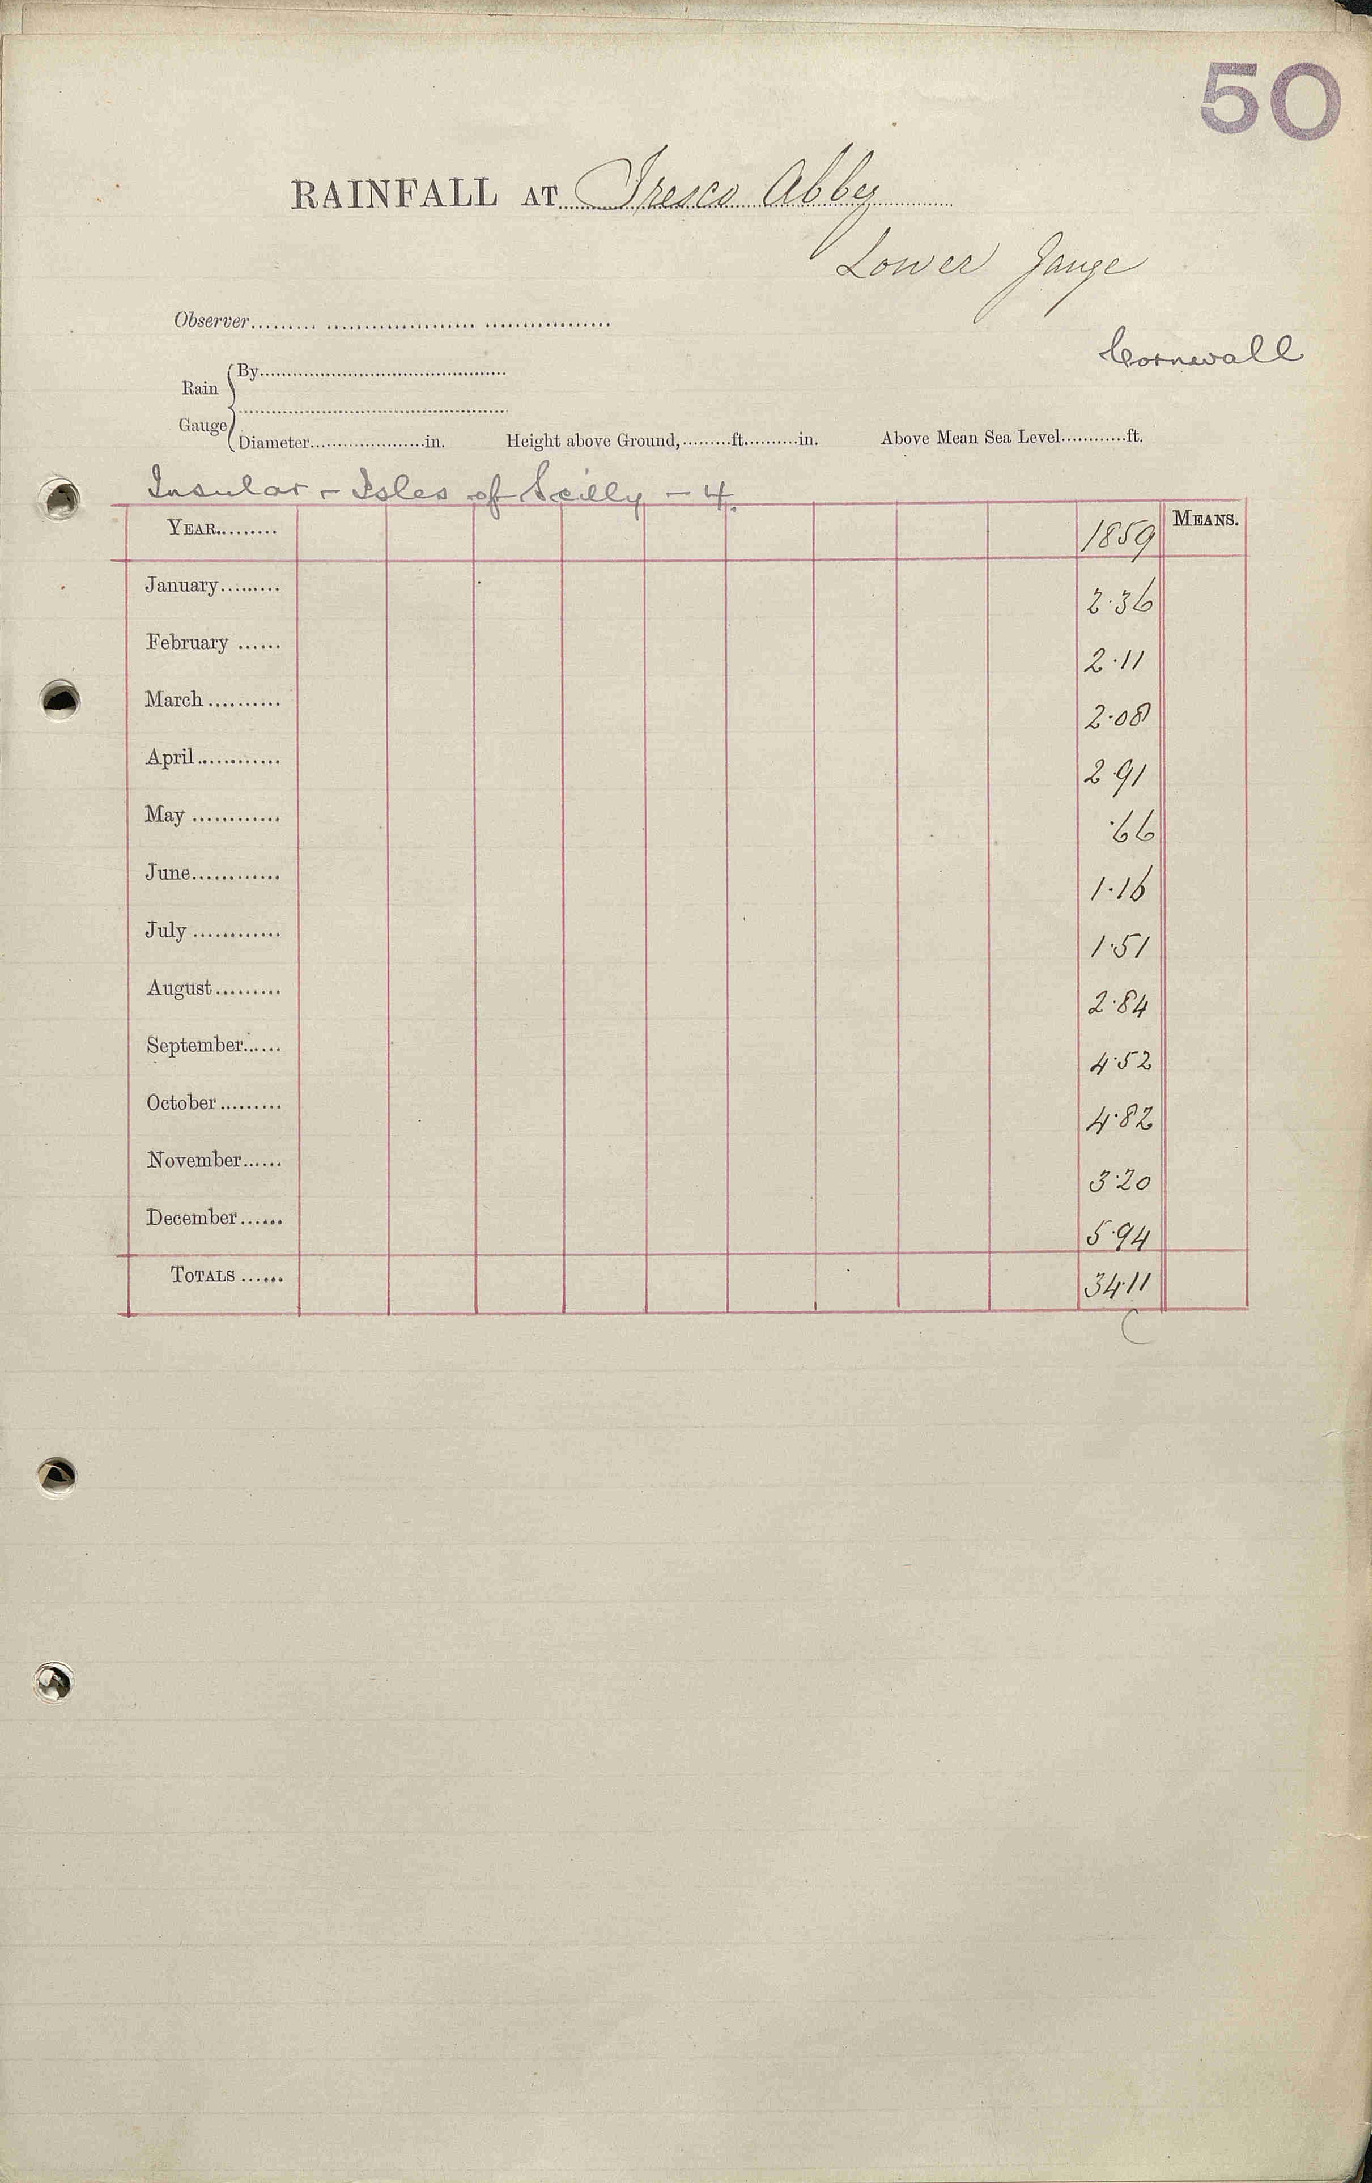 50
RAINFALL AT Tresco Abby
Lower Gauge
Observer
Cornwall
Rain Gauge
By
Diameter in. Height above Ground, ft. in. Above Mean Sea Level ft.
Insular - Isles of Scilly - 4.
YEAR 1859 MEANS.
January 2.36
February 2.11
March 2.08
April 2.91
May .66
June 1.16
July 1.51
August 2.84
September 4.52
October 4.82
November 3.20
December 5.94
TOTALS 34.11
C